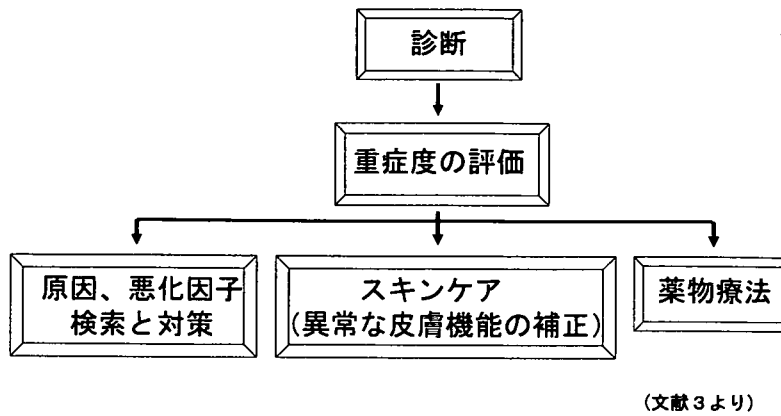 診断
重症度の評価
原因、悪化因子
検索と対策
スキンケア
(異常な皮膚機能の補正)
薬物療法
(文献3より)